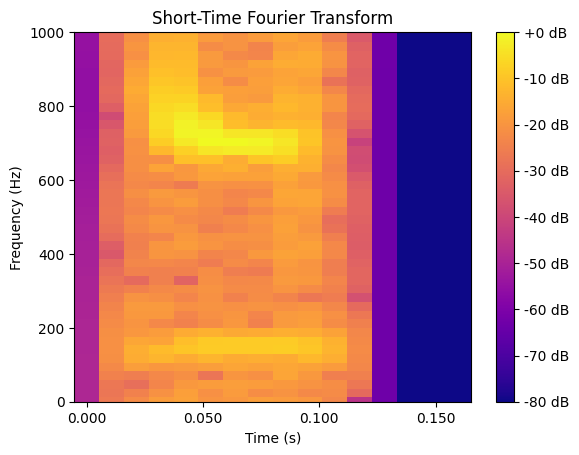 Short-Time Fourier Transform
Frequency (Hz)
1000
800
600
400
200
0
0.000
0.050
0.100
0.150
Time (s)
+0 dB
-10 dB
-20 dB
-30 dB
-40 dB
-50 dB
-60 dB
-70 dB
-80 dB